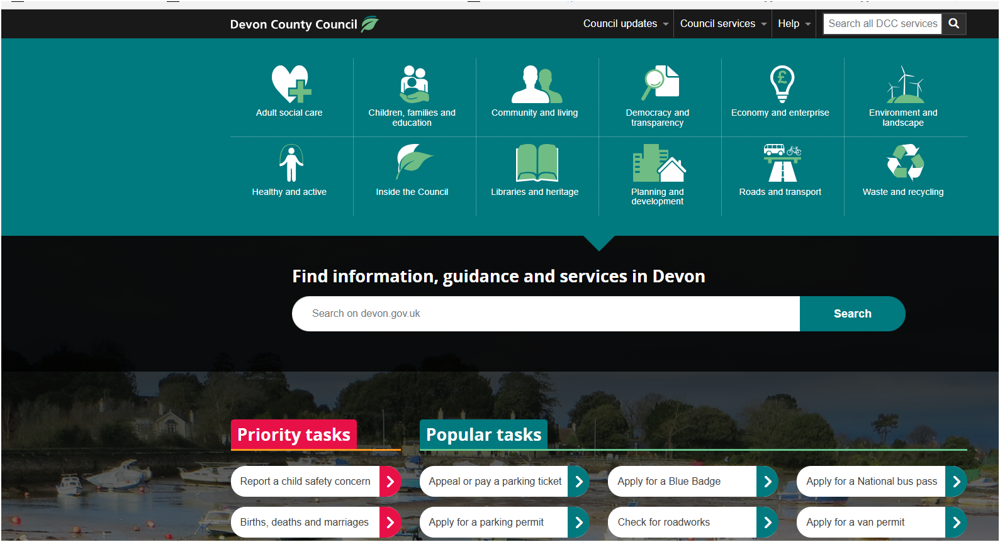 Devon County Council
Council updates
Council services
Help
Search all DCC services
Adult social care
Children, families and
education
Community and living
Democracy and
transparency
Economy and enterprise
Environment and
landscape
Healthy and active
Inside the Council
Libraries and heritage
Planning and
development
Roads and transport
Waste and recycling
Find information, guidance and services in Devon
Search on devon.gov.uk
Search
Priority tasks
Popular tasks
Report a child safety concern
Appeal or pay a parking ticket
Apply for a Blue Badge
Apply for a National bus pass
Births, deaths and marriages
Apply for a parking permit
Check for roadworks
Apply for a van permit